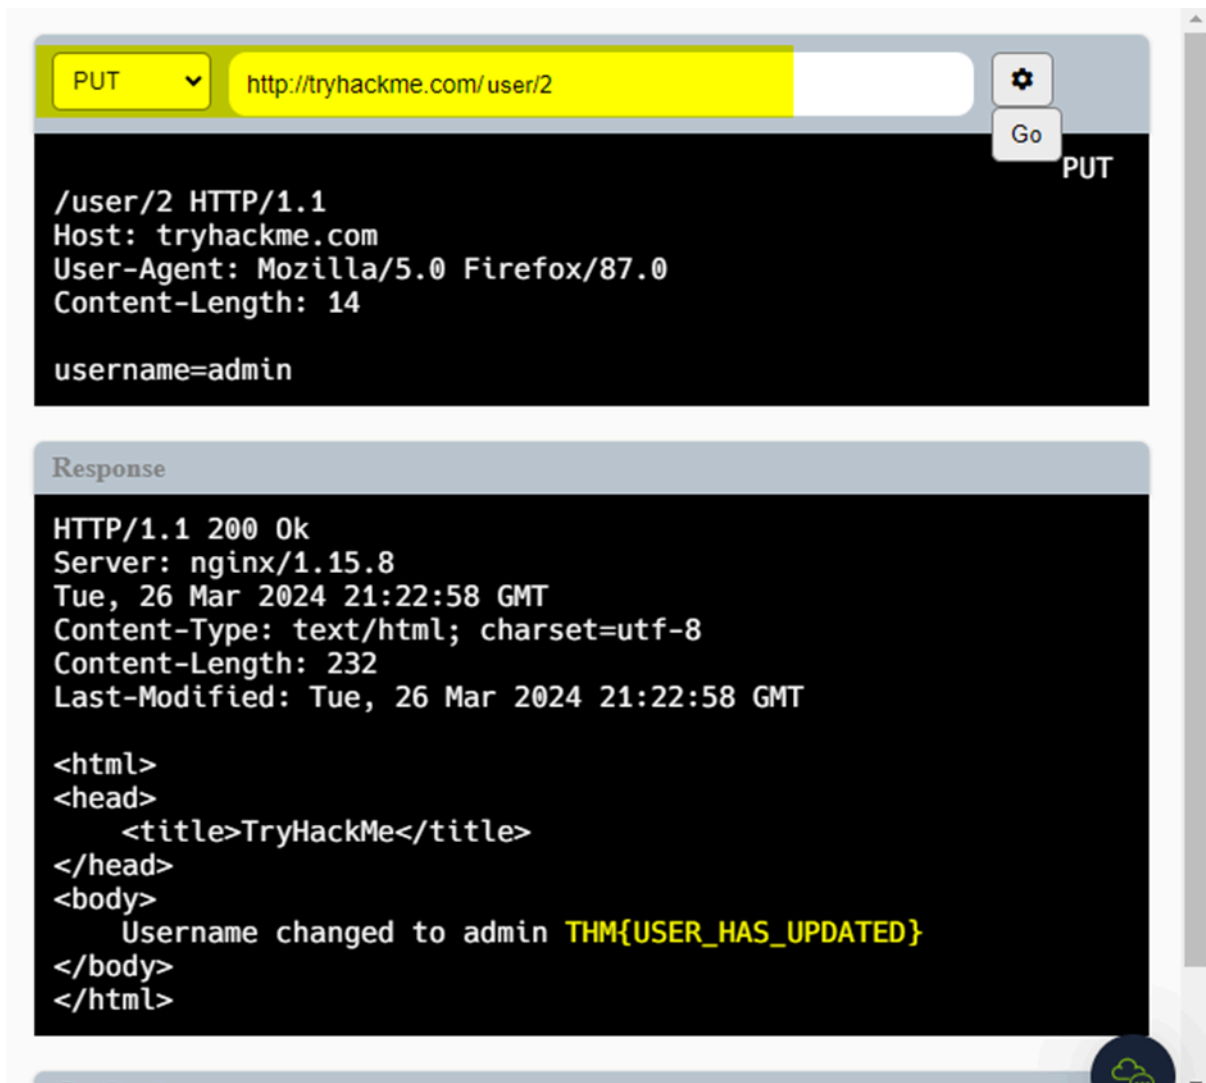 PUT http://tryhackme.com/user/2
Go
PUT
/user/2 HTTP/1.1
Host: tryhackme.com
User-Agent: Mozilla/5.0 Firefox/87.0
Content-Length: 14
username=admin
Response
HTTP/1.1 200 Ok
Server: nginx/1.15.8
Tue, 26 Mar 2024 21:22:58 GMT
Content-Type: text/html; charset=utf-8
Content-Length: 232
Last-Modified: Tue, 26 Mar 2024 21:22:58 GMT
<html>
<head>
    <title>TryHackMe</title>
</head>
<body>
    Username changed to admin THM{USER_HAS_UPDATED}
</body>
</html>